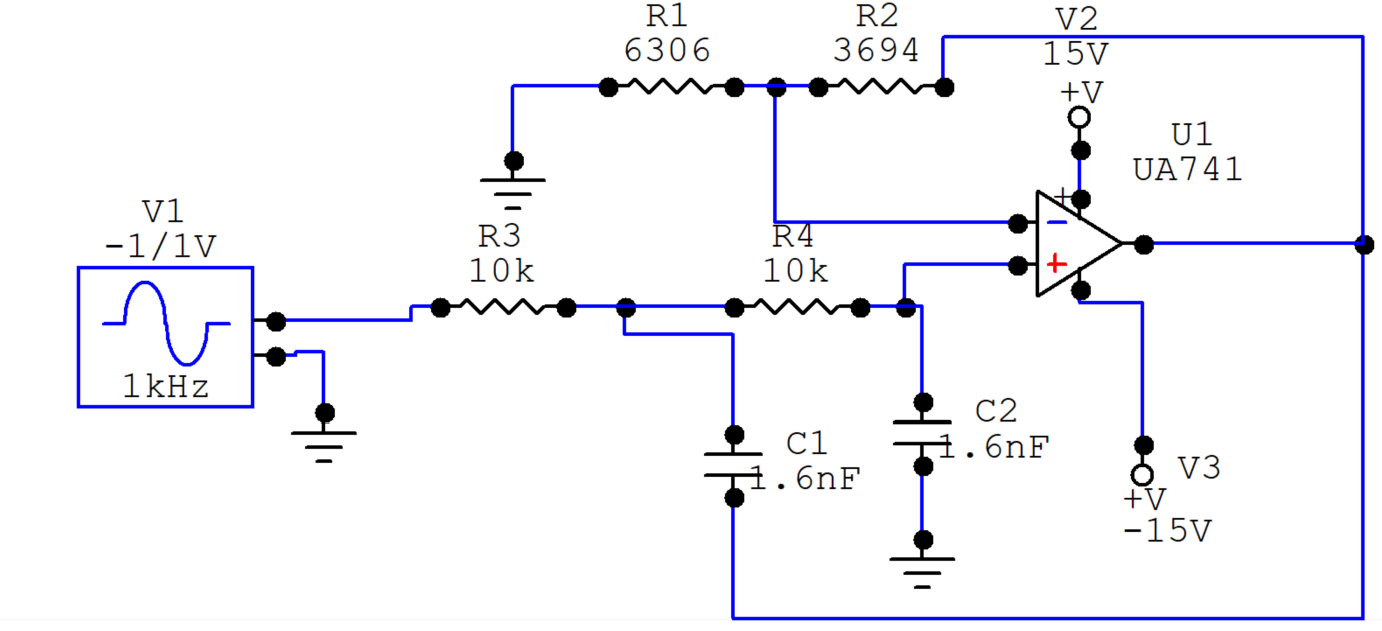 R1
6306
R2
3694
V2
15V
+V
U1
UA741
+
−
+
V1
-1/1V
1kHz
R3
10k
R4
10k
C1
1.6nF
C2
1.6nF
V3
+V
-15V